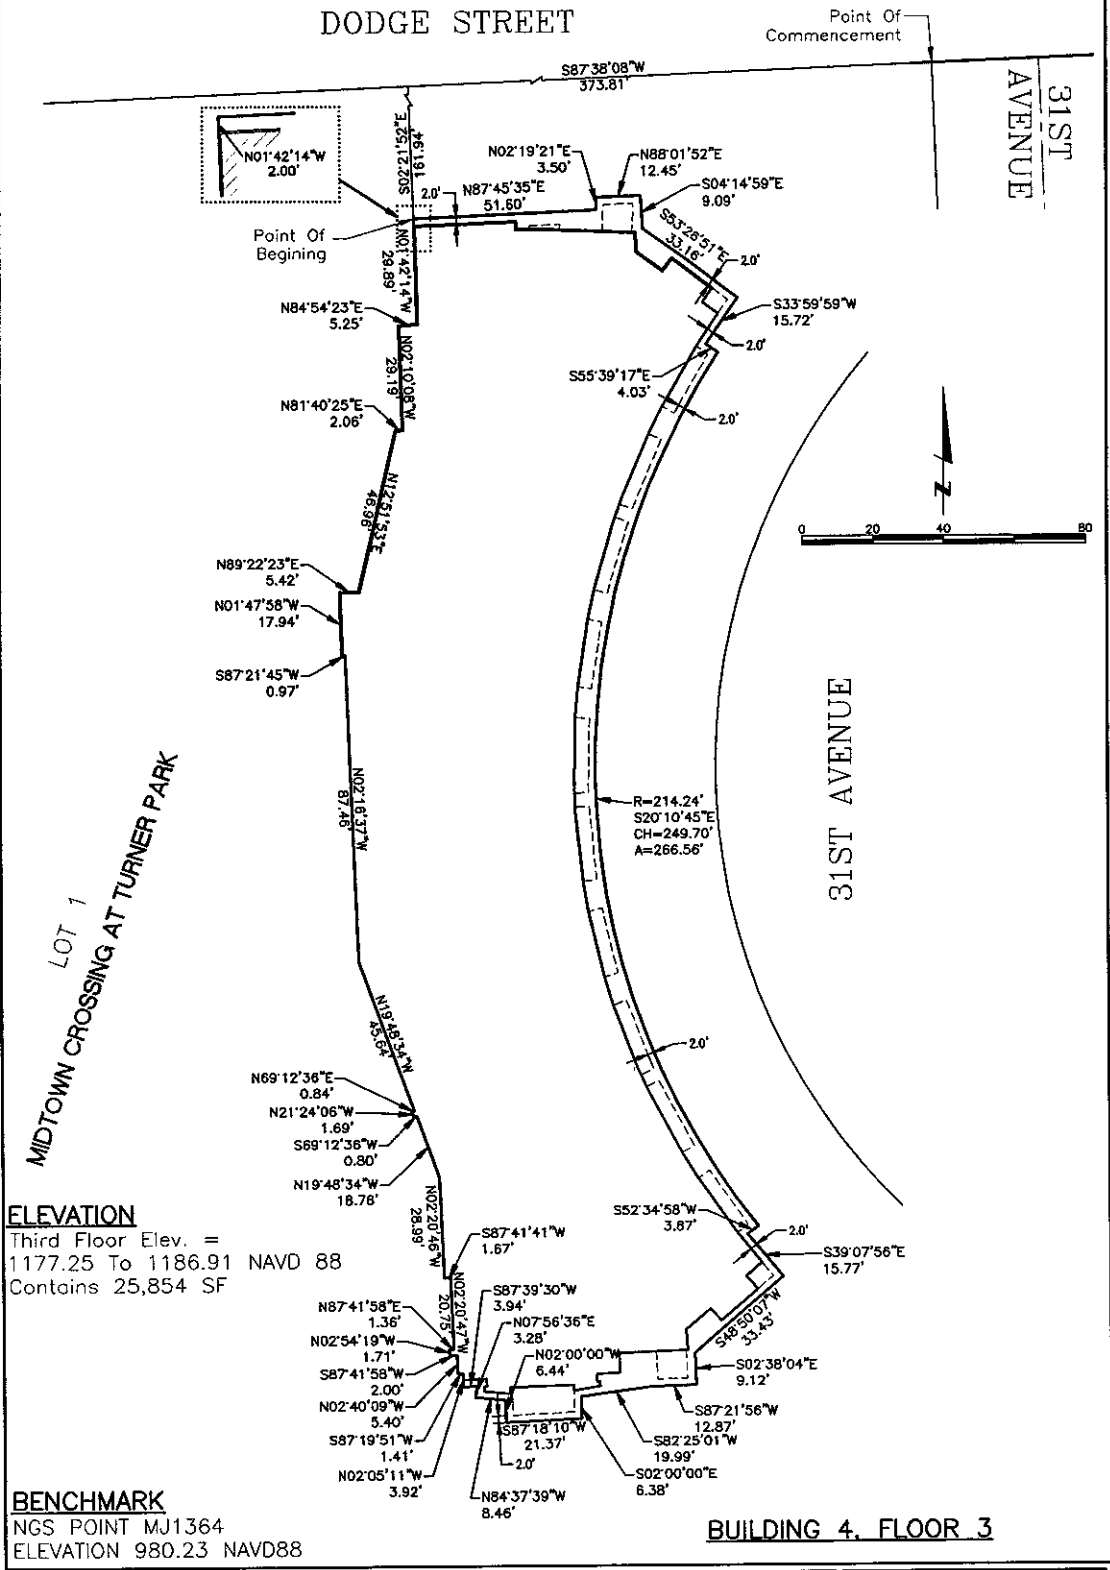 DODGE STREET
Point Of
Commencement
S87°38'08"W
373.81'
31ST
AVENUE
N01°42'14"W
2.00'
S02°21'52"E
161.94'
N02°19'21"E
3.50'
N88°01'52"E
12.45'
S04°14'59"E
9.09'
2.0'
N87°45'35"E
51.60'
S53°26'51"E
33.16'
2.0'
Point Of
Begining
N01°42'14"W
29.89'
S33°59'59"W
15.72'
2.0'
N84°54'23"E
5.25'
N02°10'08"W
29.19'
S55°39'17"E
4.03'
2.0'
N81°40'25"E
2.06'
N12°51'53"E
46.96'
Z
0 20 40 80
N89°22'23"E
5.42'
N01°47'58"W
17.94'
S87°21'45"W
0.97'
31ST AVENUE
N02°16'37"W
87.46'
R=214.24'
S20°10'45"E
CH=249.70'
A=266.56'
LOT 1
MIDTOWN CROSSING AT TURNER PARK
N19°48'34"W
45.64'
2.0'
N69°12'36"E
0.84'
N21°24'06"W
1.69'
S69°12'36"W
0.80'
N19°48'34"W
18.76'
N02°20'46"W
28.99'
S52°34'58"W
3.87'
2.0'
S39°07'56"E
15.77'
ELEVATION
Third Floor Elev. =
1177.25 To 1186.91 NAVD 88
Contains 25,854 SF
S87°41'41"W
1.67'
N02°20'47"W
20.75'
S87°39'30"W
3.94'
N07°56'36"E
3.28'
N02°00'00"W
6.44'
N87°41'58"E
1.36'
N02°54'19"W
1.71'
S87°41'58"W
2.00'
N02°40'09"W
5.40'
S87°19'51"W
1.41'
N02°05'11"W
3.92'
S48°50'07"W
33.43'
S02°38'04"E
9.12'
S87°21'56"W
12.87'
S82°25'01"W
19.99'
S02°00'00"E
6.38'
S87°18'10"W
21.37'
2.0'
N84°37'39"W
8.46'
BENCHMARK
NGS POINT MJ1364
ELEVATION 980.23 NAVD88
BUILDING 4, FLOOR 3